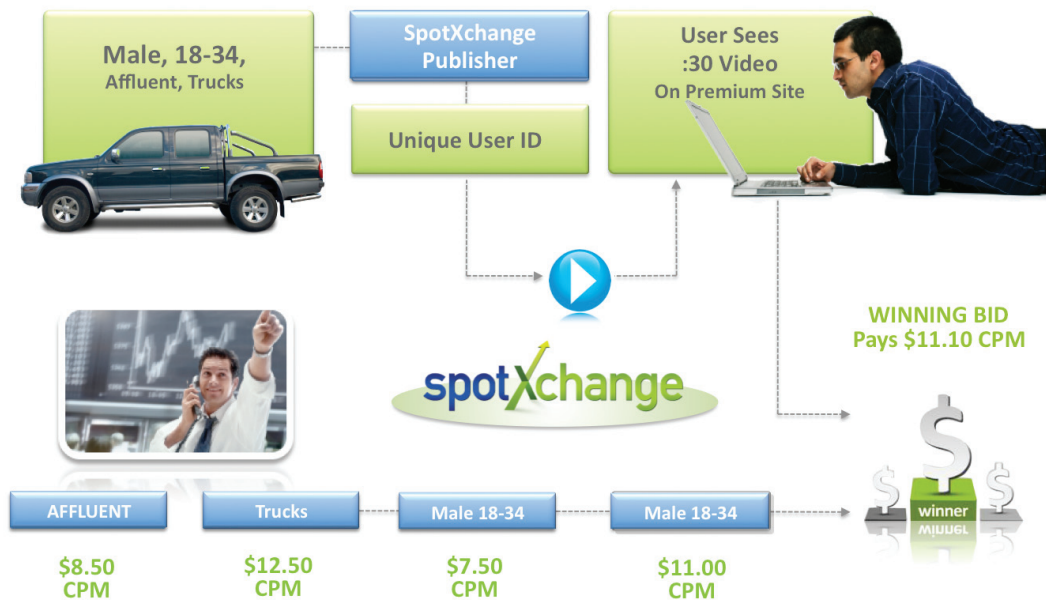 Male, 18-34,
Affluent, Trucks
SpotXchange
Publisher
Unique User ID
User Sees
:30 Video
On Premium Site
WINNING BID
Pays $11.10 CPM
spotXchange
AFFLUENT
Trucks
Male 18-34
Male 18-34
winner
$8.50
CPM
$12.50
CPM
$7.50
CPM
$11.00
CPM